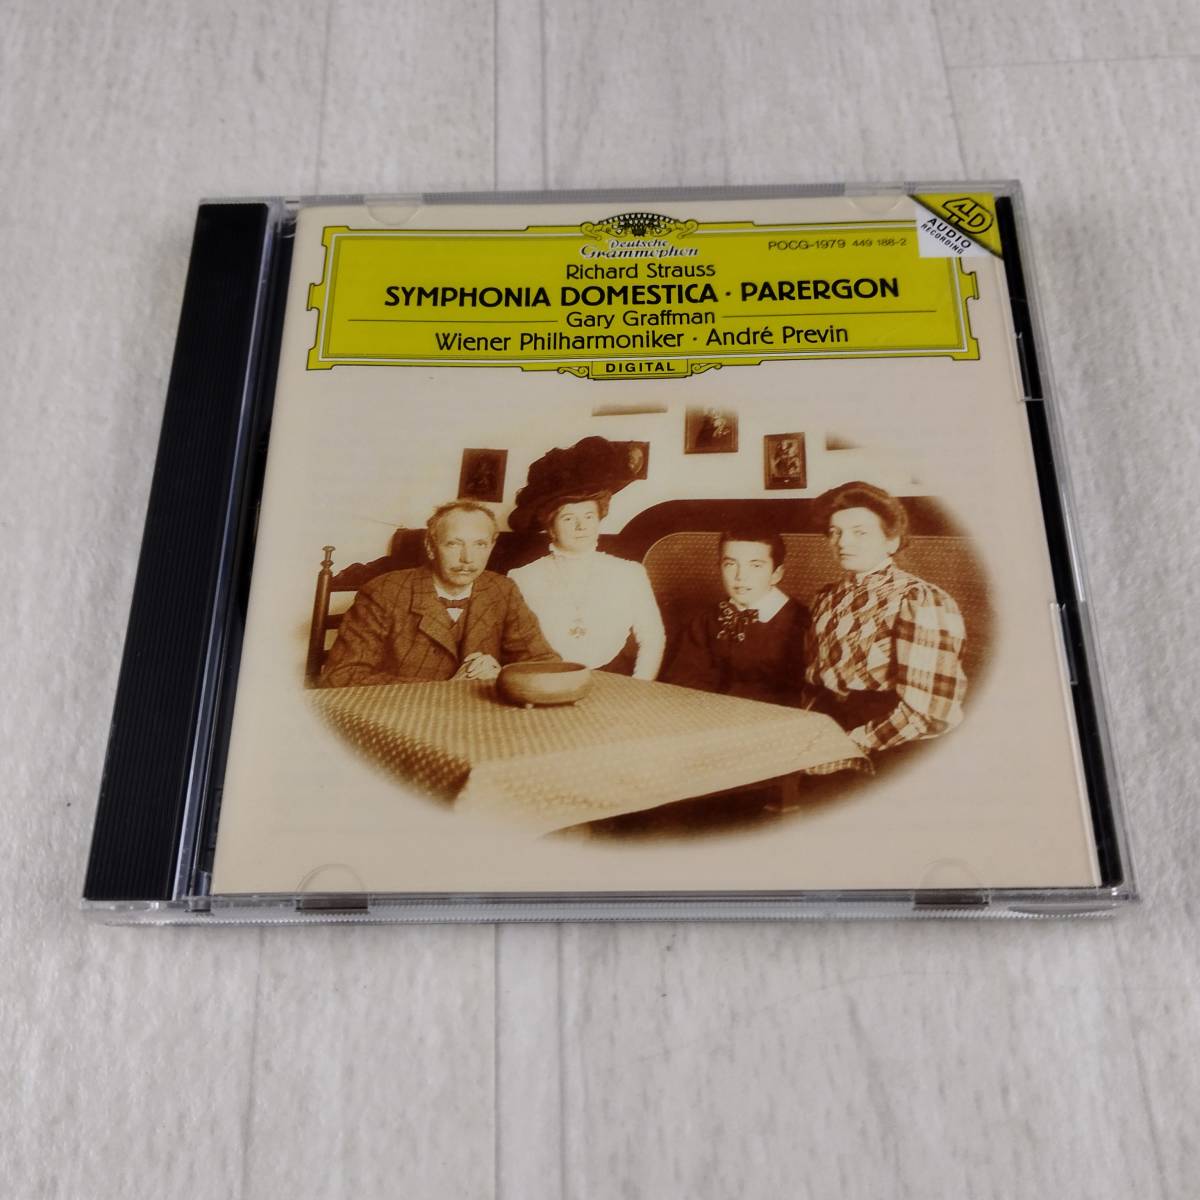 Deutsche
Grammophon
POCG-1979 449 188-2
4D
AUDIO
RECORDING
Richard Strauss
SYMPHONIA DOMESTICA · PARERGON
Gary Graffman
Wiener Philharmoniker · André Previn
DIGITAL